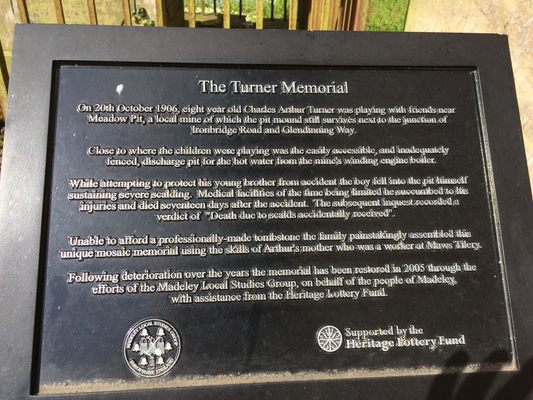 The Turner Memorial
On 20th October 1906, eight year old Charles Arthur Turner was playing with friends near
Meadow Pit, a local mine of which the pit mound still survives next to the junction of
Ironbridge Road and Glendinning Way.
Close to where the children were playing was the easily accessible, and inadequately
fenced, discharge pit for the hot water from the mine's winding engine boiler.
While attempting to protect his young brother from accident the boy fell into the pit himself
sustaining severe scalding. Medical facilities of the time being limited he succumbed to his
injuries and died seventeen days after the accident. The subsequent inquest recorded a
verdict of "Death due to scalds accidentally received".
Unable to afford a professionally-made tombstone the family painstakingly assembled this
unique mosaic memorial using the skills of Arthur's mother who was a worker at Maws Tilery.
Following deterioration over the years the memorial has been restored in 2005 through the
efforts of the Madeley Local Studies Group, on behalf of the people of Madeley,
with assistance from the Heritage Lottery Fund.
MADELEY LOCAL STUDIES GROUP
Supported by the
Heritage Lottery Fund